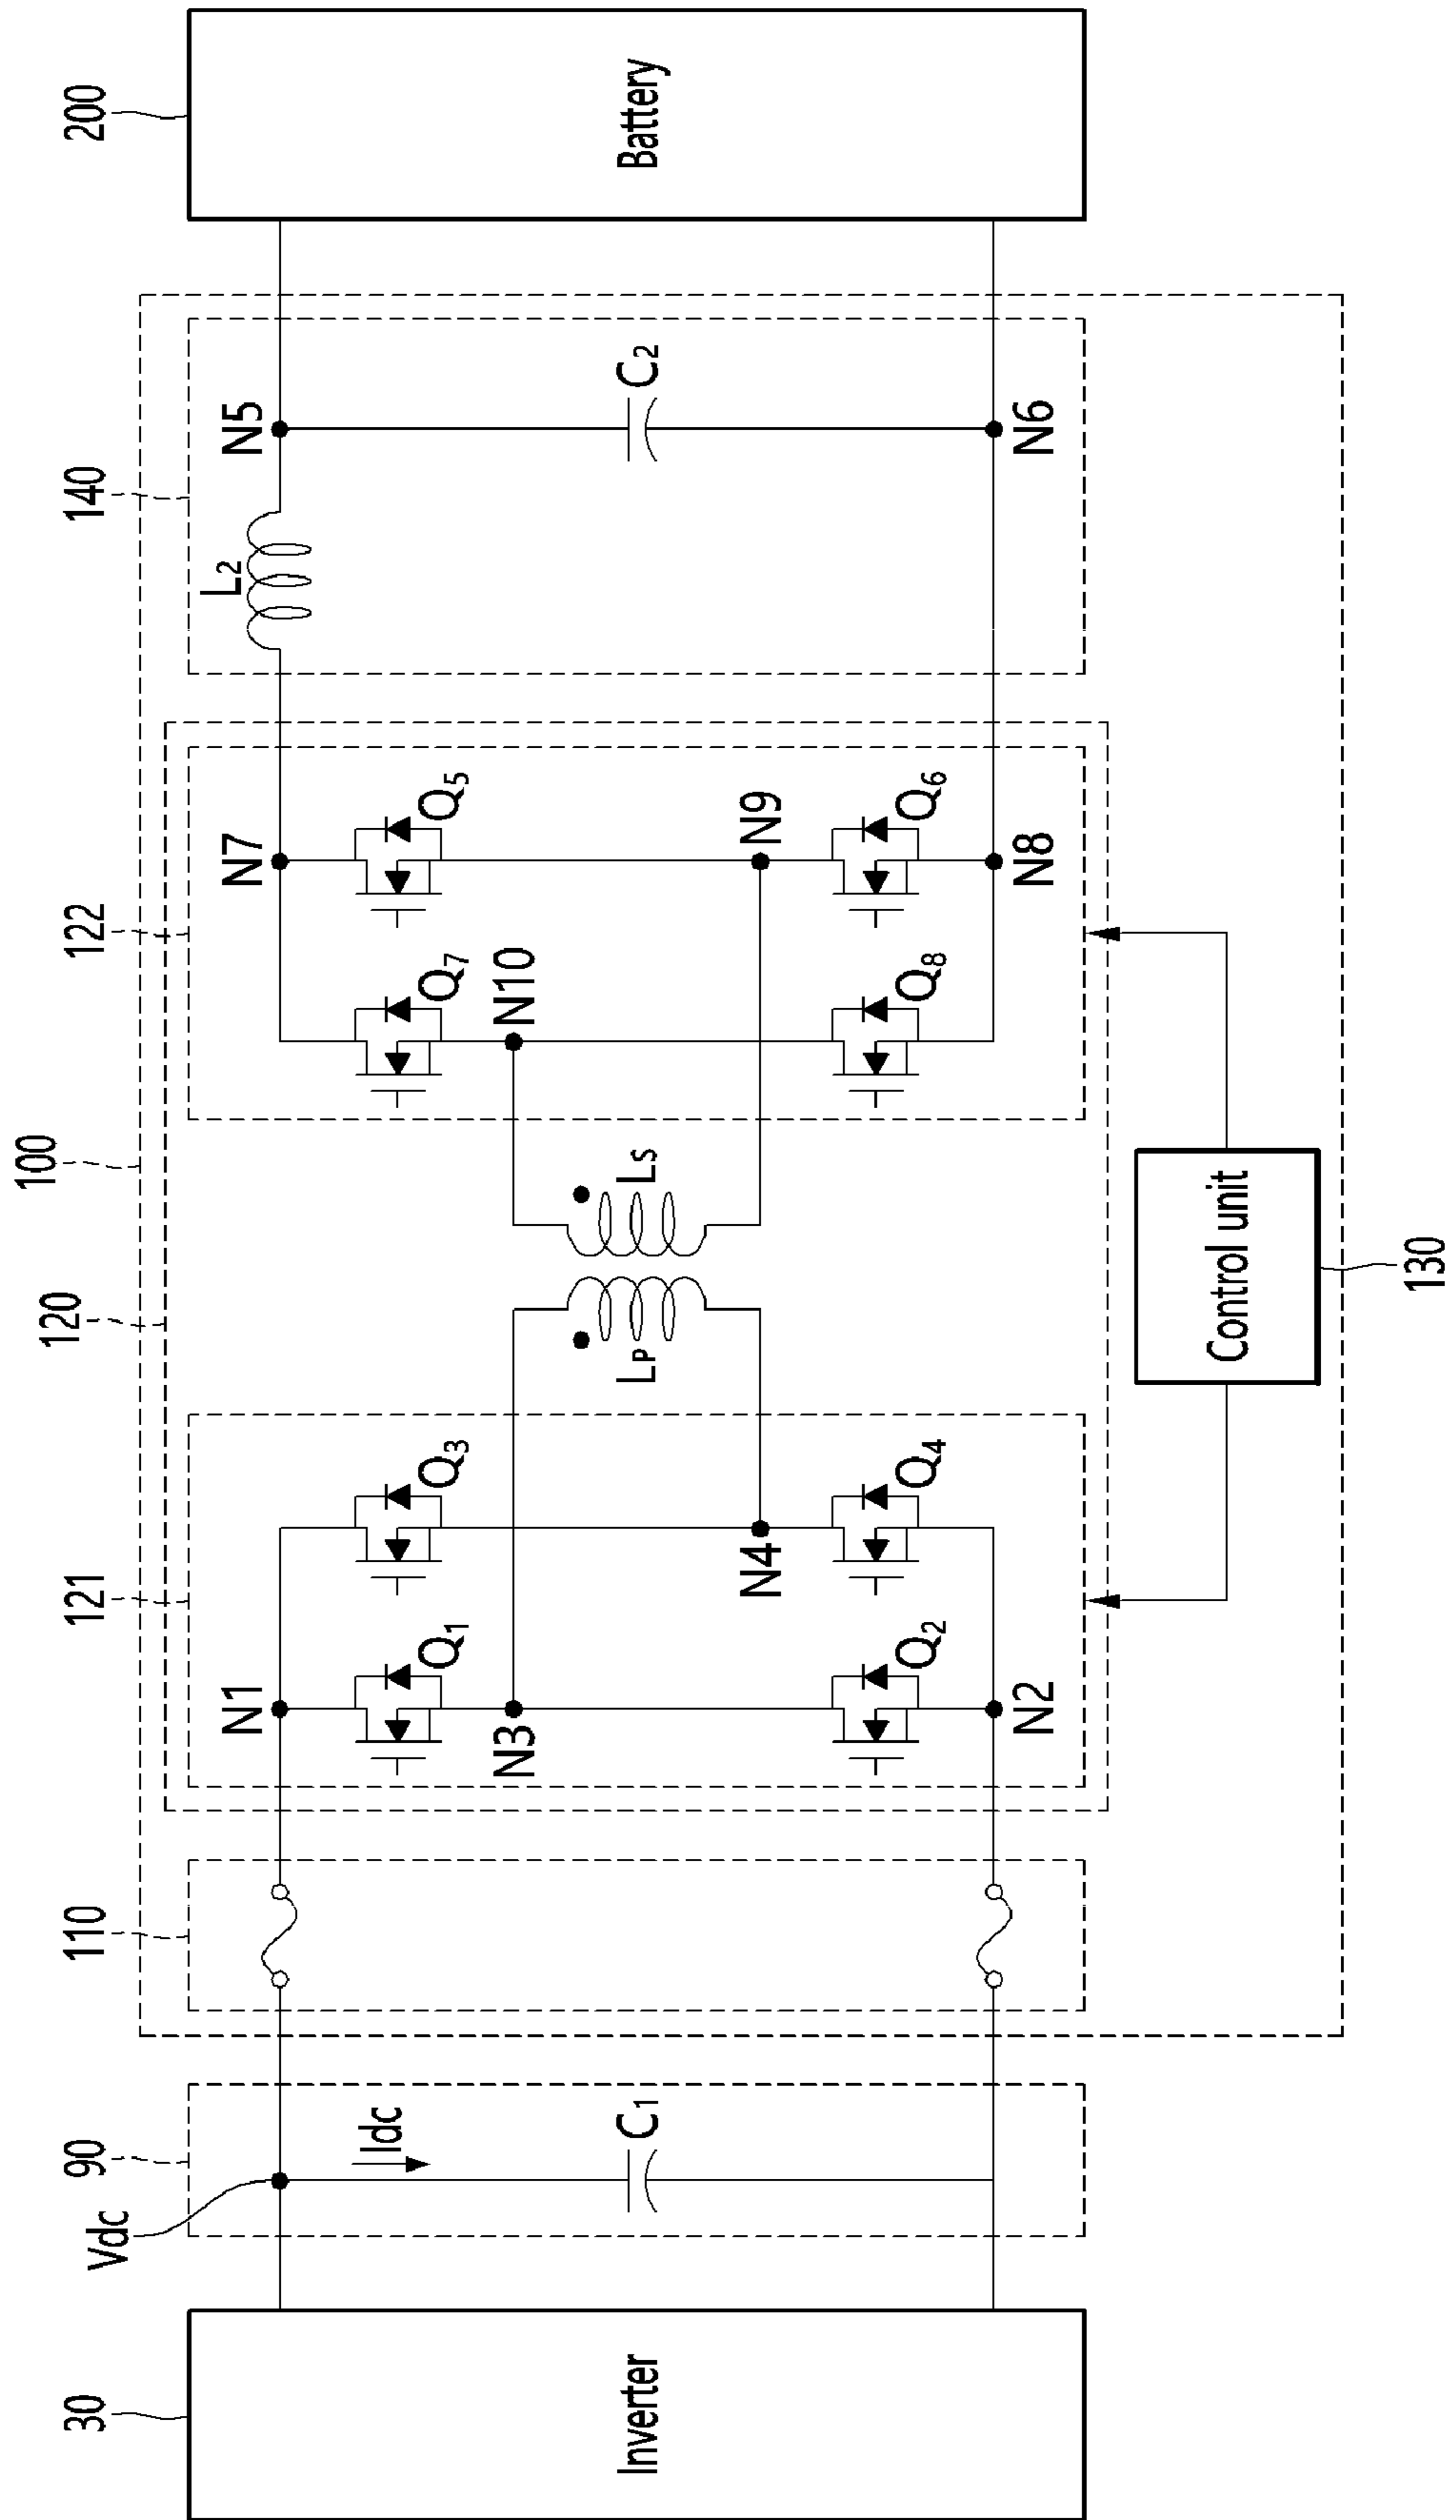 100
120
30
90
110
121
122
140
200
Vdc
Idc
C1
N1
N2
N3
N4
Q1
Q2
Q3
Q4
LP
LS
N7
N8
N9
N10
Q7
Q8
Q5
Q6
L2
N5
N6
C2
Inverter
Battery
Control unit
130